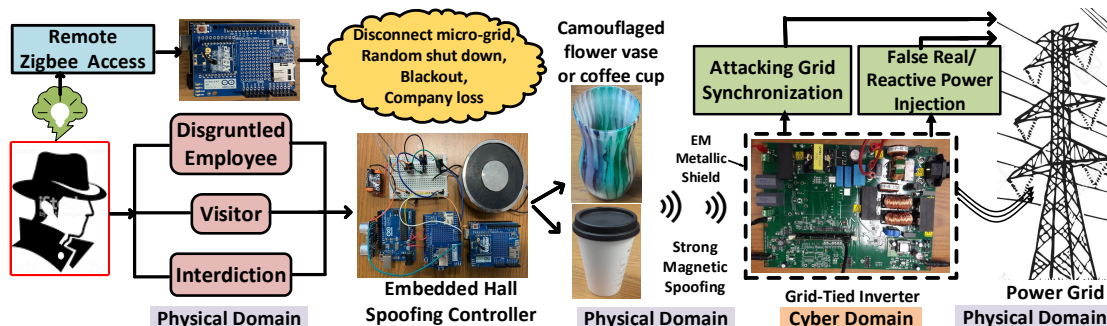 Remote
Zigbee Access
Disconnect micro-grid,
Random shut down,
Blackout,
Company loss
Camouflaged
flower vase
or coffee cup
Attacking Grid
Synchronization
False Real/
Reactive Power
Injection
Disgruntled
Employee
Visitor
Interdiction
EM
Metallic
Shield
Strong
Magnetic
Spoofing
Embedded Hall
Spoofing Controller
Grid-Tied Inverter
Power Grid
Physical Domain
Physical Domain
Cyber Domain
Physical Domain